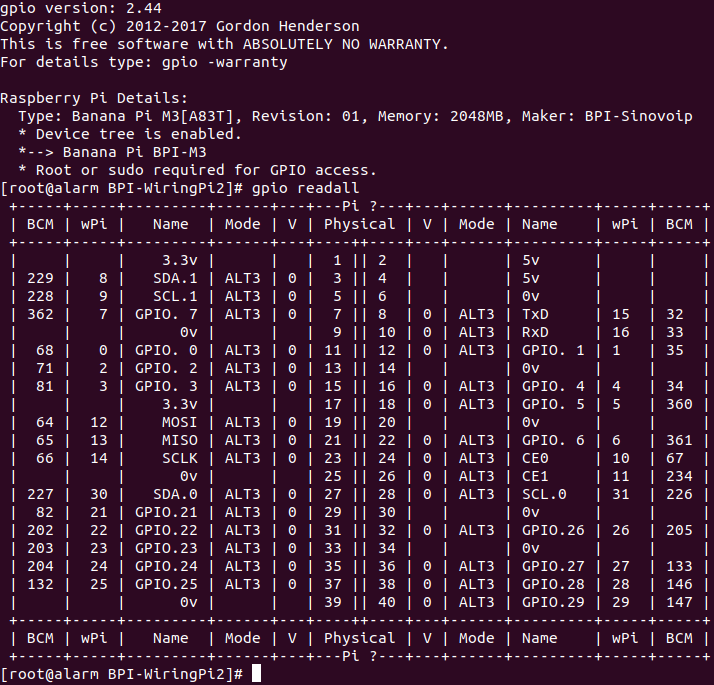 gpio version: 2.44
Copyright (c) 2012-2017 Gordon Henderson
This is free software with ABSOLUTELY NO WARRANTY.
For details type: gpio -warranty

Raspberry Pi Details:
  Type: Banana Pi M3[A83T], Revision: 01, Memory: 2048MB, Maker: BPI-Sinovoip
  * Device tree is enabled.
  *--> Banana Pi BPI-M3
  * Root or sudo required for GPIO access.
[root@alarm BPI-WiringPi2]# gpio readall
 +-----+-----+---------+------+---+---Pi ?---+---+------+---------+-----+-----+
 | BCM | wPi |   Name  | Mode | V | Physical | V | Mode | Name    | wPi | BCM |
 +-----+-----+---------+------+---+----++----+---+------+---------+-----+-----+
 |     |     |    3.3v |      |   |  1 || 2  |   |      | 5v      |     |     |
 | 229 |   8 |   SDA.1 | ALT3 | 0 |  3 || 4  |   |      | 5v      |     |     |
 | 228 |   9 |   SCL.1 | ALT3 | 0 |  5 || 6  |   |      | 0v      |     |     |
 | 362 |   7 | GPIO. 7 | ALT3 | 0 |  7 || 8  | 0 | ALT3 | TxD     | 15  | 32  |
 |     |     |      0v |      |   |  9 || 10 | 0 | ALT3 | RxD     | 16  | 33  |
 |  68 |   0 | GPIO. 0 | ALT3 | 0 | 11 || 12 | 0 | ALT3 | GPIO. 1 | 1   | 35  |
 |  71 |   2 | GPIO. 2 | ALT3 | 0 | 13 || 14 |   |      | 0v      |     |     |
 |  81 |   3 | GPIO. 3 | ALT3 | 0 | 15 || 16 | 0 | ALT3 | GPIO. 4 | 4   | 34  |
 |     |     |    3.3v |      |   | 17 || 18 | 0 | ALT3 | GPIO. 5 | 5   | 360 |
 |  64 |  12 |    MOSI | ALT3 | 0 | 19 || 20 |   |      | 0v      |     |     |
 |  65 |  13 |    MISO | ALT3 | 0 | 21 || 22 | 0 | ALT3 | GPIO. 6 | 6   | 361 |
 |  66 |  14 |    SCLK | ALT3 | 0 | 23 || 24 | 0 | ALT3 | CE0     | 10  | 67  |
 |     |     |      0v |      |   | 25 || 26 | 0 | ALT3 | CE1     | 11  | 234 |
 | 227 |  30 |   SDA.0 | ALT3 | 0 | 27 || 28 | 0 | ALT3 | SCL.0   | 31  | 226 |
 |  82 |  21 | GPIO.21 | ALT3 | 0 | 29 || 30 |   |      | 0v      |     |     |
 | 202 |  22 | GPIO.22 | ALT3 | 0 | 31 || 32 | 0 | ALT3 | GPIO.26 | 26  | 205 |
 | 203 |  23 | GPIO.23 | ALT3 | 0 | 33 || 34 |   |      | 0v      |     |     |
 | 204 |  24 | GPIO.24 | ALT3 | 0 | 35 || 36 | 0 | ALT3 | GPIO.27 | 27  | 133 |
 | 132 |  25 | GPIO.25 | ALT3 | 0 | 37 || 38 | 0 | ALT3 | GPIO.28 | 28  | 146 |
 |     |     |      0v |      |   | 39 || 40 | 0 | ALT3 | GPIO.29 | 29  | 147 |
 +-----+-----+---------+------+---+----++----+---+------+---------+-----+-----+
 | BCM | wPi |   Name  | Mode | V | Physical | V | Mode | Name    | wPi | BCM |
 +-----+-----+---------+------+---+---Pi ?---+---+------+---------+-----+-----+
[root@alarm BPI-WiringPi2]#